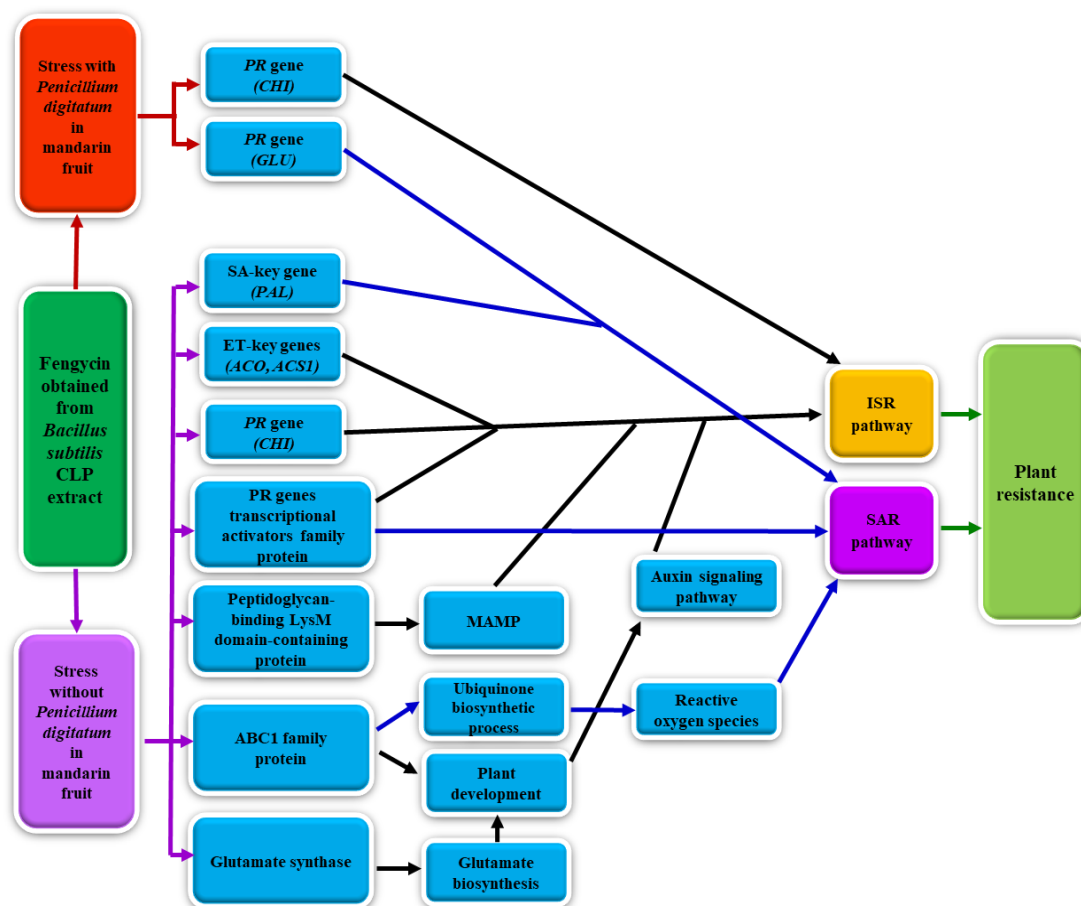 Stress with
Penicillium
digitatum
in
mandarin
fruit
PR gene
(CHI)
PR gene
(GLU)
Fengycin
obtained
from
Bacillus
subtilis
CLP
extract
SA-key gene
(PAL)
ET-key genes
(ACO, ACS1)
PR gene
(CHI)
PR genes
transcriptional
activators family
protein
Peptidoglycan-
binding LysM
domain-containing
protein
MAMP
Auxin signaling
pathway
ISR
pathway
SAR
pathway
Plant
resistance
Stress
without
Penicillium
digitatum
in
mandarin
fruit
ABC1 family
protein
Ubiquinone
biosynthetic
process
Reactive
oxygen species
Plant
development
Glutamate synthase
Glutamate
biosynthesis